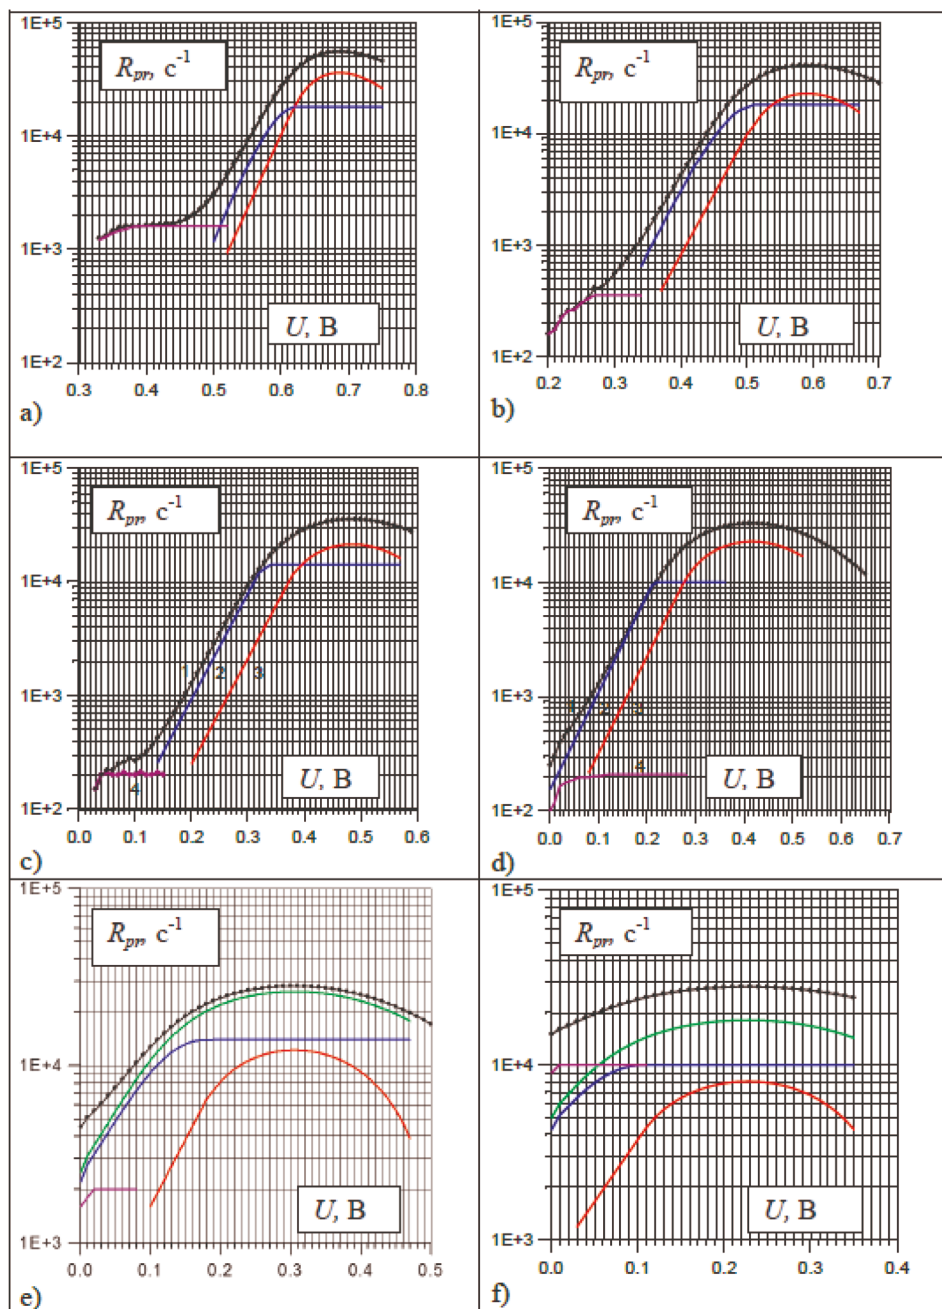 1E+5
R_pr, c⁻¹
1E+4
1E+3
U, B
1E+2
0.3 0.4 0.5 0.6 0.7 0.8
a)
1E+5
R_pr, c⁻¹
1E+4
1E+3
U, B
1E+2
0.2 0.3 0.4 0.5 0.6 0.7
b)
1E+5
R_pr, c⁻¹
1E+4
1 2 3
1E+3
4
U, B
1E+2
0.0 0.1 0.2 0.3 0.4 0.5 0.6
c)
1E+5
R_pr, c⁻¹
1E+4
1 2 3
1E+3
4
U, B
1E+2
0.0 0.1 0.2 0.3 0.4 0.5 0.6 0.7
d)
1E+5
R_pr, c⁻¹
1E+4
U, B
1E+3
0.0 0.1 0.2 0.3 0.4 0.5
e)
1E+5
R_pr, c⁻¹
1E+4
U, B
1E+3
0.0 0.1 0.2 0.3 0.4
f)